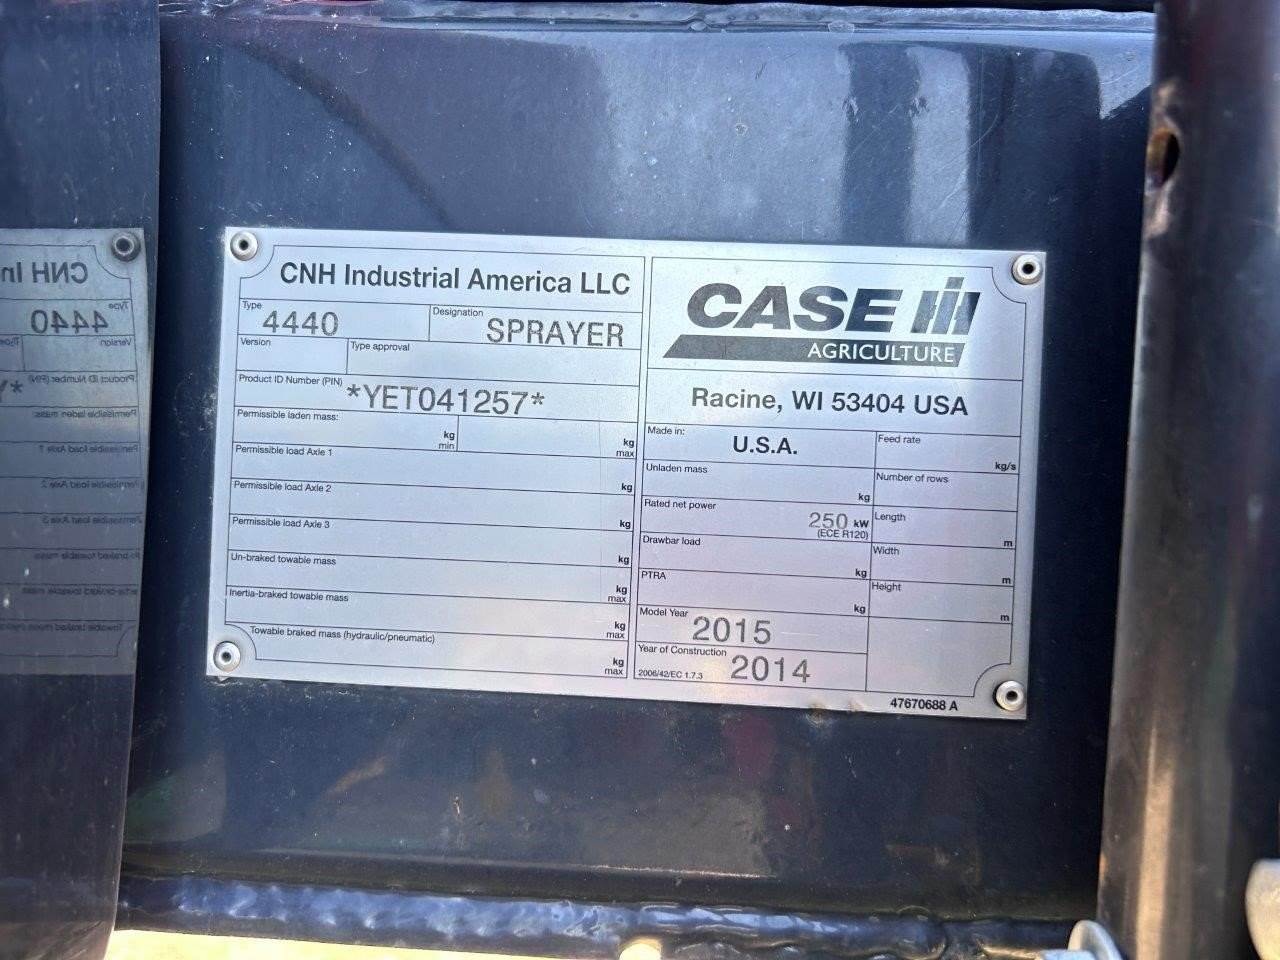 CNH Industrial America LLC
Type 4440
Designation SPRAYER
Version
Type approval
Product ID Number (PIN) *YET041257*
Permissible laden mass:
kg min
kg max
Permissible load Axle 1
kg
Permissible load Axle 2
kg
Permissible load Axle 3
kg
Un-braked towable mass
kg max
Inertia-braked towable mass
kg max
Towable braked mass (hydraulic/pneumatic)
kg max
CASE IH
AGRICULTURE
Racine, WI 53404 USA
Made in: U.S.A.
Feed rate
kg/s
Unladen mass
kg
Number of rows
Rated net power
250 kW
(ECE R120)
Length
m
Drawbar load
kg
Width
m
PTRA
kg
Height
m
Model Year 2015
Year of Construction 2014
2006/42/EC 1.7.3
47670688 A